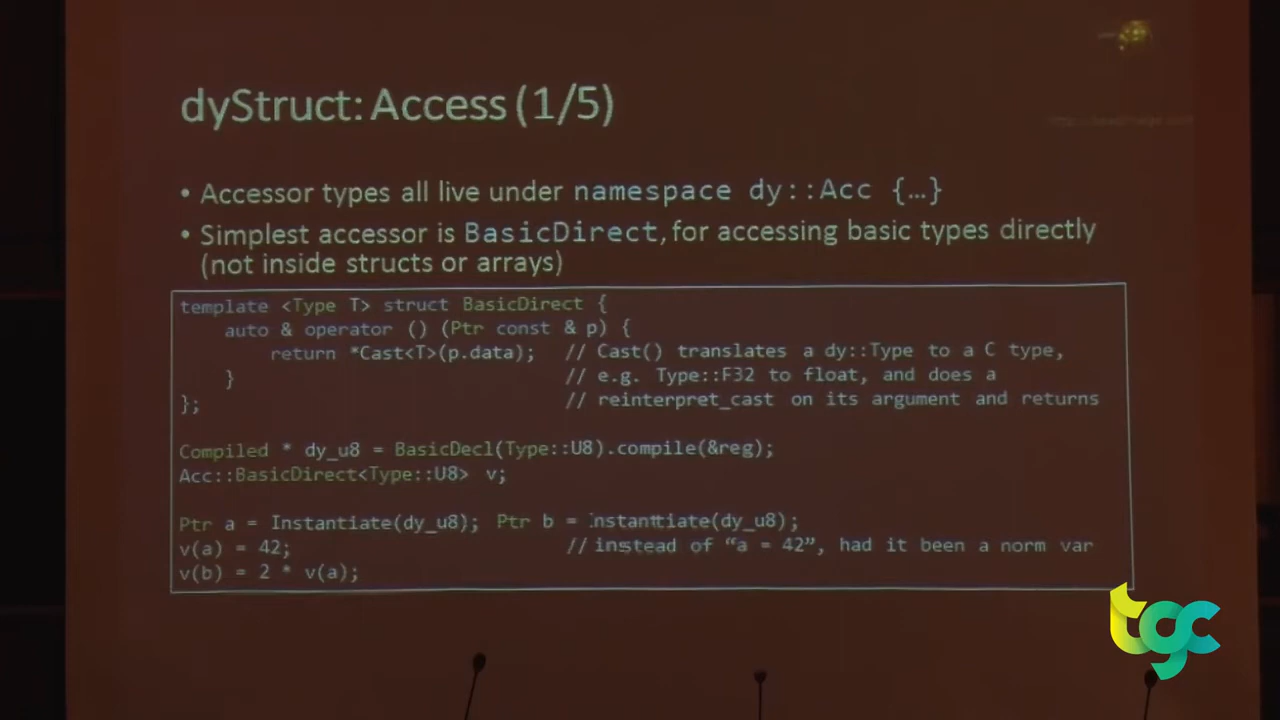 dyStruct: Access (1/5)
• Accessor types all live under namespace dy::Acc {…}
• Simplest accessor is BasicDirect, for accessing basic types directly
(not inside structs or arrays)
template <Type T> struct BasicDirect {
auto & operator () (Ptr const & p) {
return *Cast<T>(p.data); // Cast() translates a dy::Type to a C type,
} // e.g. Type::F32 to float, and does a
}; // reinterpret_cast on its argument and returns
Compiled * dy_u8 = BasicDecl(Type::U8).compile(&reg);
Acc::BasicDirect<Type::U8> v;
Ptr a = Instantiate(dy_u8); Ptr b = Instantiate(dy_u8);
v(a) = 42; // instead of “a = 42”, had it been a norm var
v(b) = 2 * v(a);
tgc